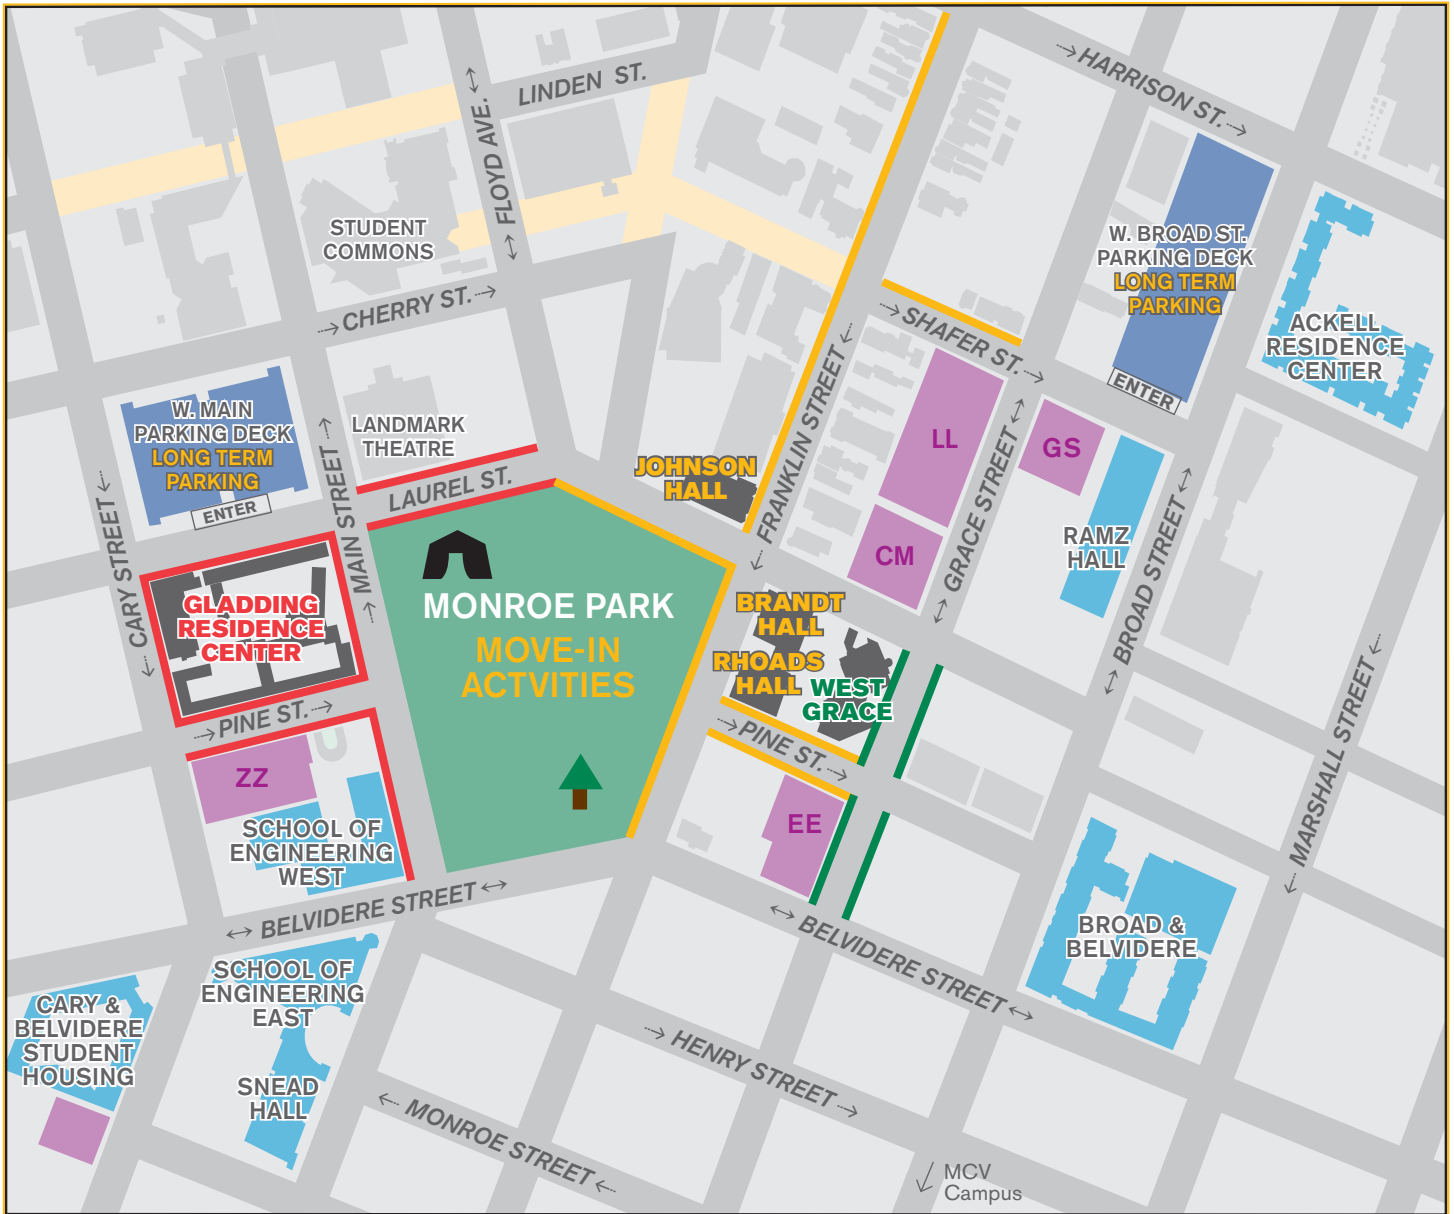 HARRISON ST.
LINDEN ST.
FLOYD AVE.
STUDENT
COMMONS
CHERRY ST.
W. BROAD ST.
PARKING DECK
LONG TERM
PARKING
ENTER
ACKELL
RESIDENCE
CENTER
SHAFER ST.
FRANKLIN STREET
W. MAIN
PARKING DECK
LONG TERM
PARKING
ENTER
LANDMARK
THEATRE
LAUREL ST.
MAIN STREET
CARY STREET
JOHNSON
HALL
LL
GS
CM
GRACE STREET
RAMZ
HALL
BROAD STREET
MARSHALL STREET
GLADDING
RESIDENCE
CENTER
MONROE PARK
MOVE-IN
ACTVITIES
BRANDT
HALL
RHOADS
HALL
WEST
GRACE
PINE ST.
PINE ST.
ZZ
EE
SCHOOL OF
ENGINEERING
WEST
BELVIDERE STREET
BELVIDERE STREET
BROAD &
BELVIDERE
SCHOOL OF
ENGINEERING
EAST
CARY &
BELVIDERE
STUDENT
HOUSING
SNEAD
HALL
HENRY STREET
MONROE STREET
MCV
Campus